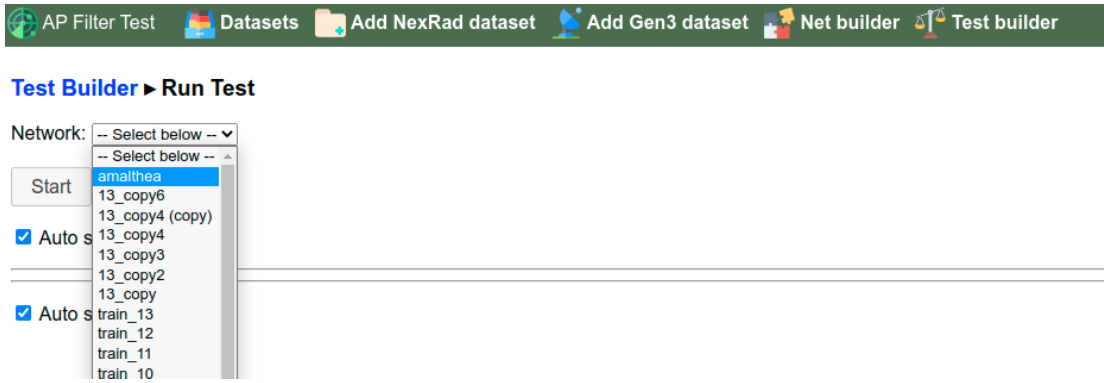 AP Filter Test Datasets Add NexRad dataset Add Gen3 dataset Net builder Test builder
Test Builder ▸ Run Test
Network: -- Select below --
-- Select below --
amalthea
Start
13_copy6
13_copy4 (copy)
Auto s
13_copy4
13_copy3
13_copy2
13_copy
Auto s
train_13
train_12
train_11
train_10